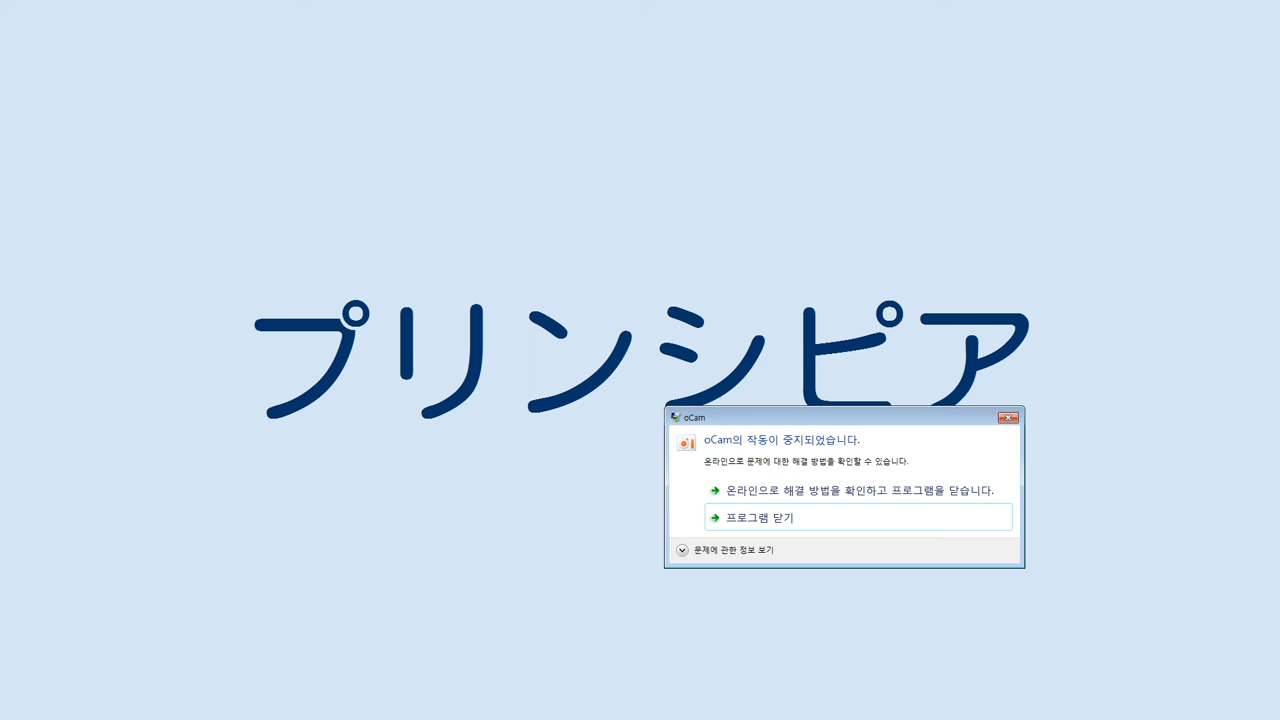 プリンシピア
oCam
oCam의 작동이 중지되었습니다.
온라인으로 문제에 대한 해결 방법을 확인할 수 있습니다.
온라인으로 해결 방법을 확인하고 프로그램을 닫습니다.
프로그램 닫기
문제에 관한 정보 보기